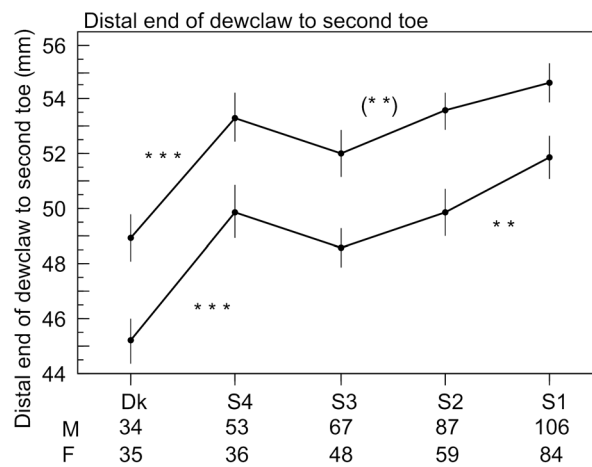 Distal end of dewclaw to second toe
Distal end of dewclaw to second toe (mm)
56
54
52
50
48
46
44
* * *
(* *)
* * *
* *
Dk S4 S3 S2 S1
M 34 53 67 87 106
F 35 36 48 59 84